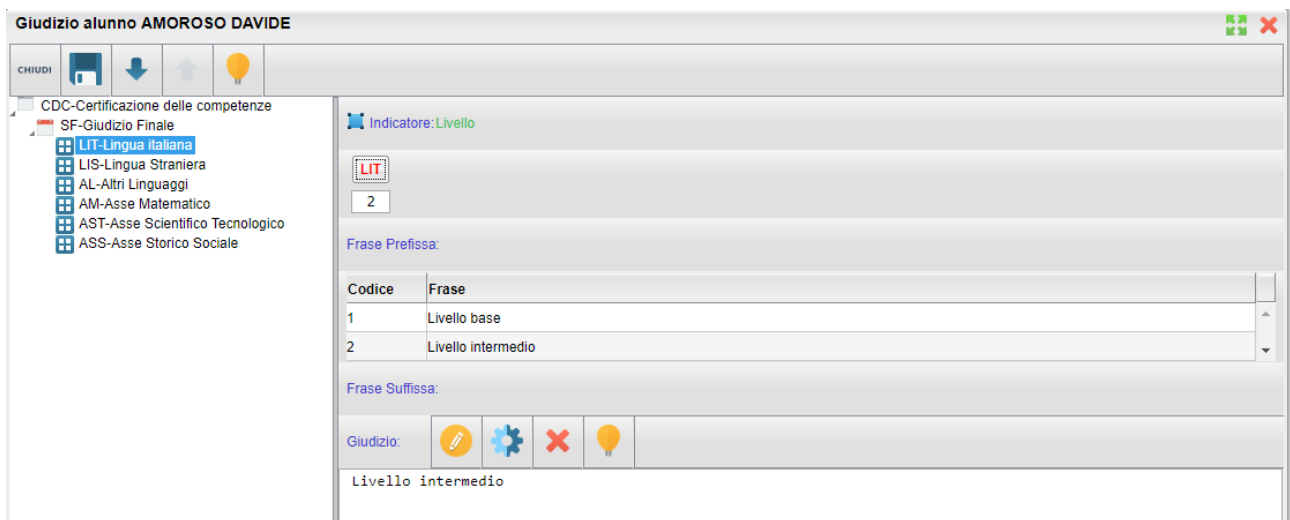 Giudizio alunno AMOROSO DAVIDE
CHIUDI
CDC-Certificazione delle competenze
SF-Giudizio Finale
LIT-Lingua italiana
LIS-Lingua Straniera
AL-Altri Linguaggi
AM-Asse Matematico
AST-Asse Scientifico Tecnologico
ASS-Asse Storico Sociale
Indicatore: Livello
LIT
2
Frase Prefissa:
Codice Frase
1 Livello base
2 Livello intermedio
Frase Suffissa:
Giudizio:
Livello intermedio